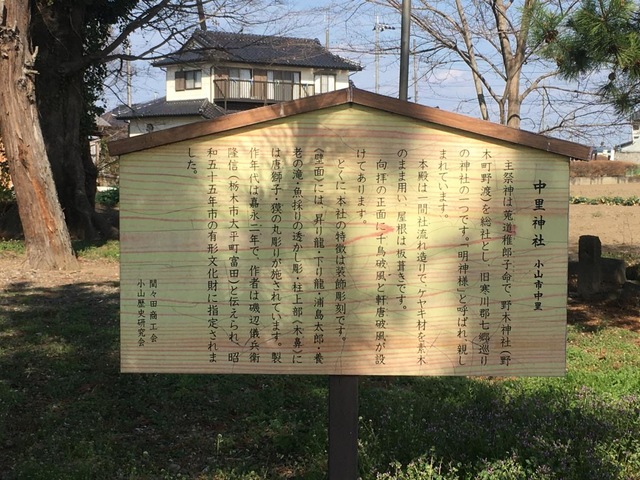 中里神社 小山市中里
主祭神は菟道稚郎子命で、野木神社(野
木町野渡)を総社とし、旧寒川郡七郷巡り
の神社の一つです。「明神様」と呼ばれ親し
まれています。
本殿は一間社流れ造りで、ケヤキ材を素木
のまま用い、屋根は板葺きです。
向拝の正面に千鳥破風と軒唐破風が設
けてあります。
とくに本社の特徴は装飾彫刻です。
(壁面)には、昇り龍・下り龍・浦島太郎・養
老の滝・魚採りの透かし彫、柱上部(木鼻)に
は唐獅子・獏の丸彫りが施されています。製
作年代は嘉永二年で、作者は磯辺儀兵衛
隆信(栃木市大平町富田)と伝えられ、昭
和五十五年市の有形文化財に指定されま
した。
間々田商工会
小山歴史研究会